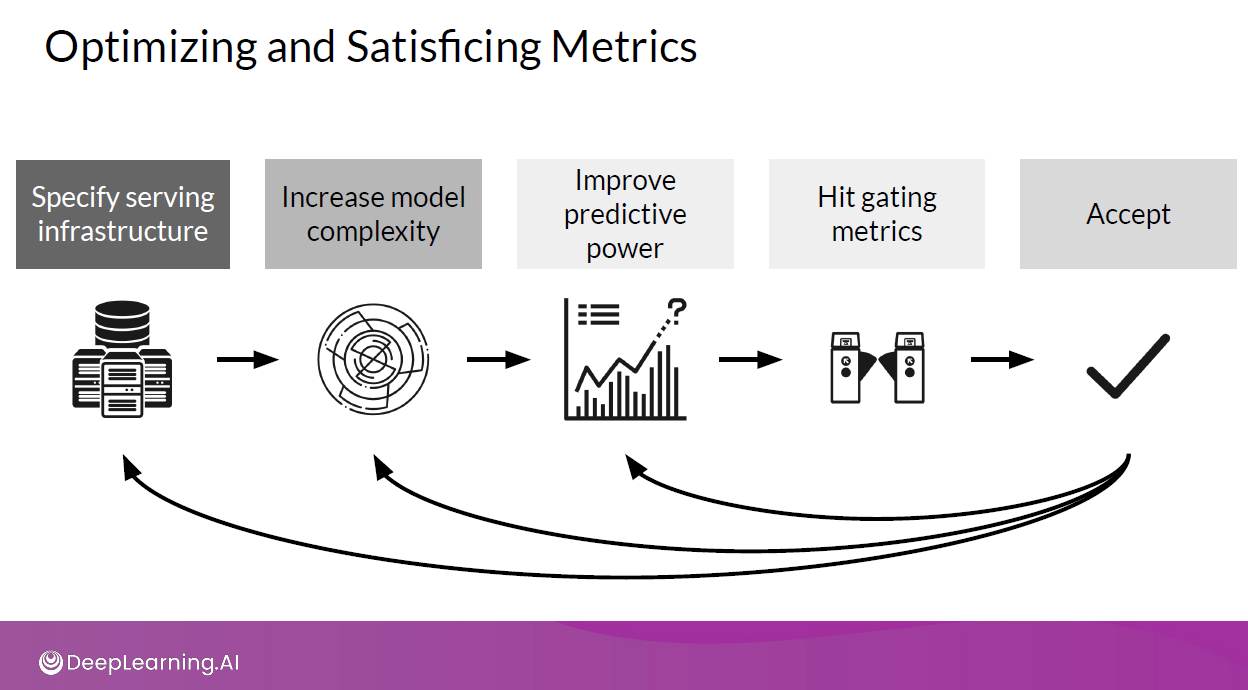 Optimizing and Satisficing Metrics
Specify serving
infrastructure
Increase model
complexity
Improve
predictive
power
Hit gating
metrics
Accept
?
DeepLearning.AI